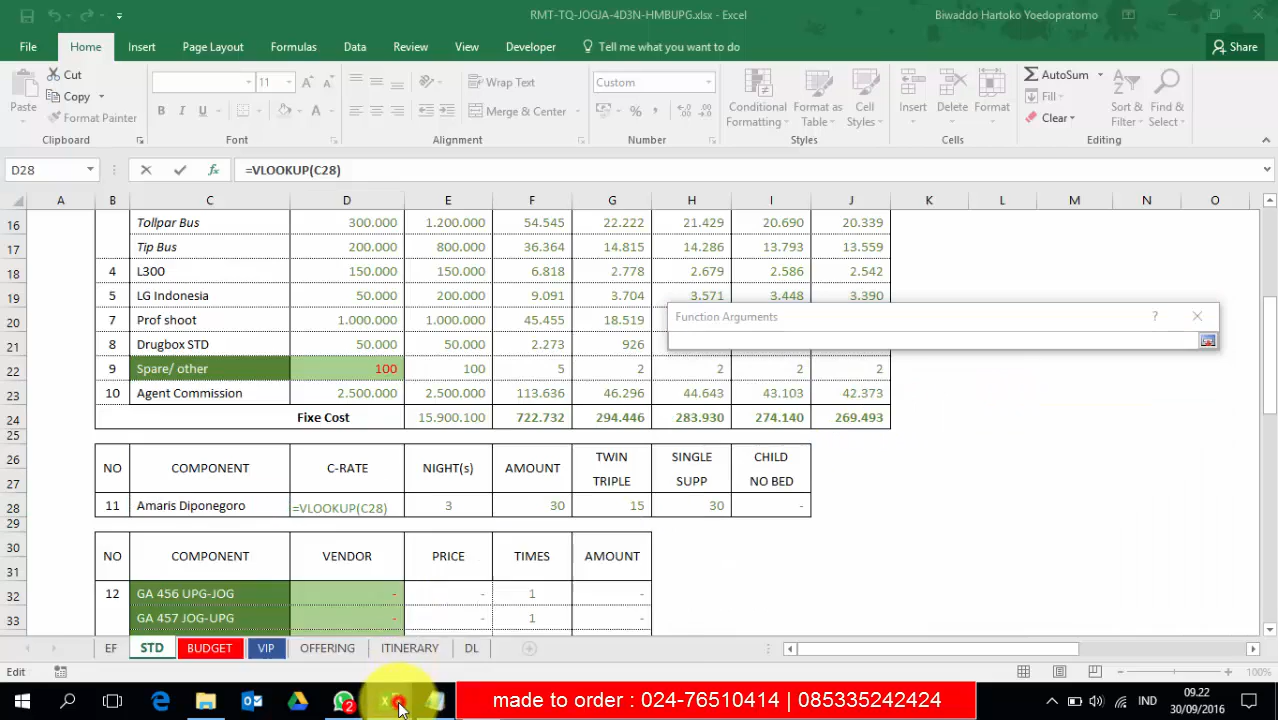 RMT-TQ-JOGJA-4D3N-HMBUPG.xlsx - Excel
Biwaddo Hartoko Yoedopratomo
File Home Insert Page Layout Formulas Data Review View Developer Tell me what you want to do Share
Paste
Cut
Copy
Format Painter
11
Wrap Text
Merge & Center
Custom
Conditional Formatting
Format as Table
Cell Styles
Insert
Delete
Format
AutoSum
Fill
Clear
Sort & Filter
Find & Select
Clipboard Font Alignment Number Styles Cells Editing
D28 =VLOOKUP(C28)
A B C D E F G H I J K L M N O
16 Tollpar Bus 300.000 1.200.000 54.545 22.222 21.429 20.690 20.339
17 Tip Bus 200.000 800.000 36.364 14.815 14.286 13.793 13.559
18 4 L300 150.000 150.000 6.818 2.778 2.679 2.586 2.542
19 5 LG Indonesia 50.000 200.000 9.091 3.704 3.571 3.448 3.390
20 7 Prof shoot 1.000.000 1.000.000 45.455 18.519
21 8 Drugbox STD 50.000 50.000 2.273 926
22 9 Spare/ other 100 100 5 2 2 2 2
23 10 Agent Commission 2.500.000 2.500.000 113.636 46.296 44.643 43.103 42.373
24 Fixe Cost 15.900.100 722.732 294.446 283.930 274.140 269.493
Function Arguments ?
25
26 NO COMPONENT C-RATE NIGHT(s) AMOUNT TWIN SINGLE CHILD
27 TRIPLE SUPP NO BED
28 11 Amaris Diponegoro =VLOOKUP(C28) 3 30 15 30 -
29
30 NO COMPONENT VENDOR PRICE TIMES AMOUNT
31
32 12 GA 456 UPG-JOG - - 1 -
33 GA 457 JOG-UPG - - 1 -
EF STD BUDGET VIP OFFERING ITINERARY DL
Edit 100%
2
made to order : 024-76510414 | 085335242424
IND
09.22
30/09/2016